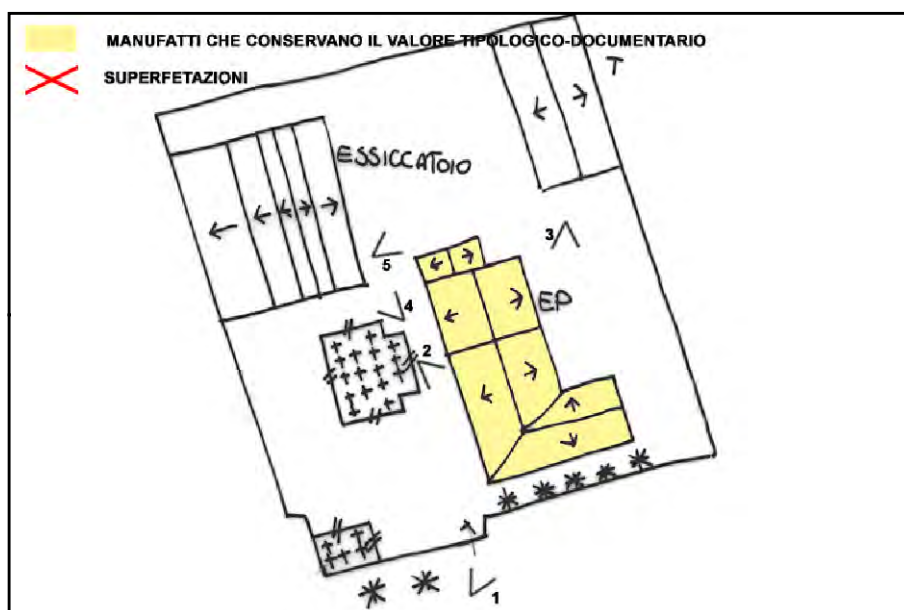 MANUFATTI CHE CONSERVANO IL VALORE TIPOLOGICO-DOCUMENTARIO
SUPERFETAZIONI
T
ESSICCATOIO
3
5
EP
4
2
1